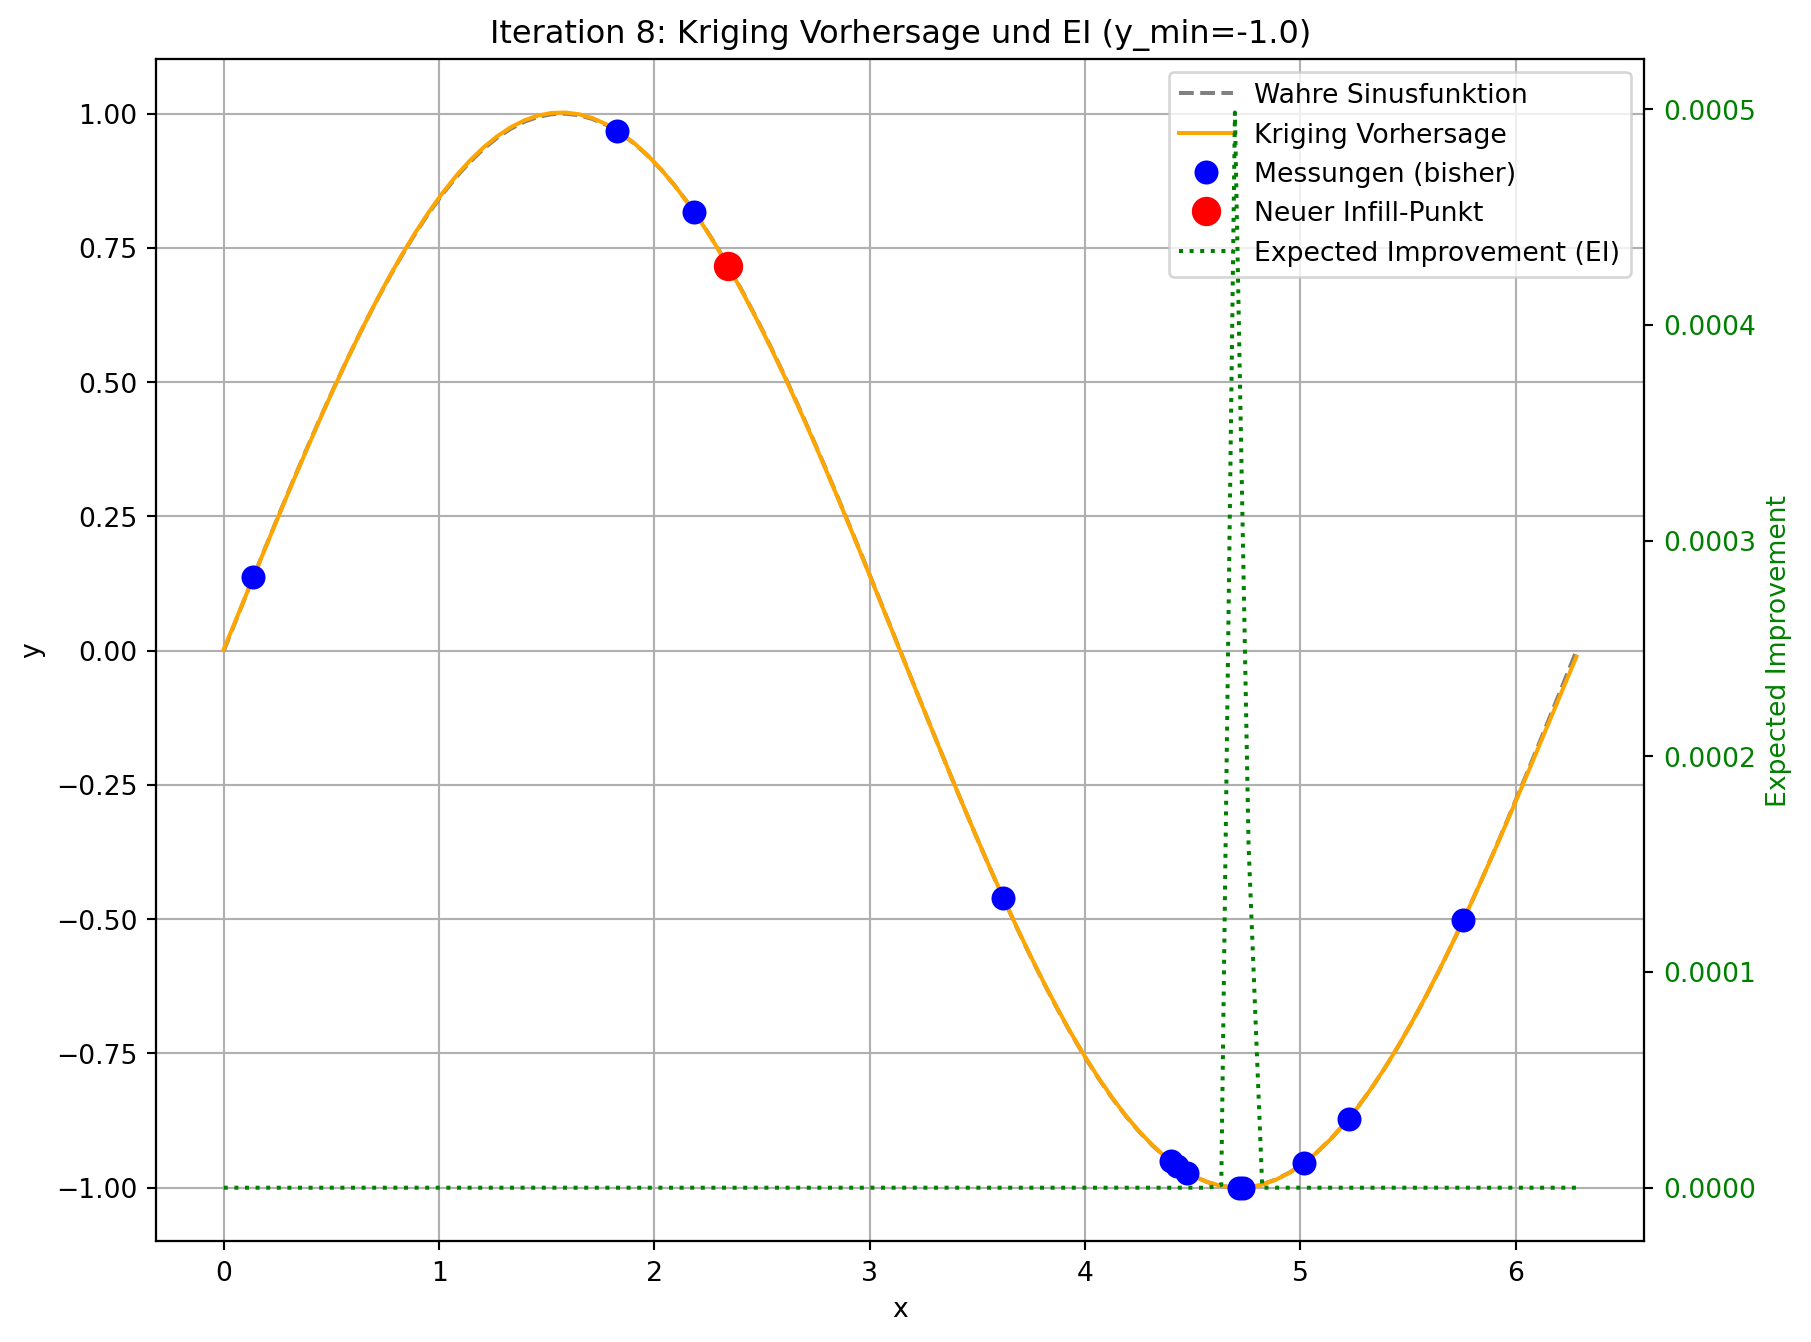 Iteration 8: Kriging Vorhersage und EI (y_min=-1.0)
Wahre Sinusfunktion
Kriging Vorhersage
Messungen (bisher)
Neuer Infill-Punkt
Expected Improvement (EI)
1.00
0.75
0.50
0.25
0.00
−0.25
−0.50
−0.75
−1.00
y
0 1 2 3 4 5 6
x
0.0005
0.0004
0.0003
0.0002
0.0001
0.0000
Expected Improvement